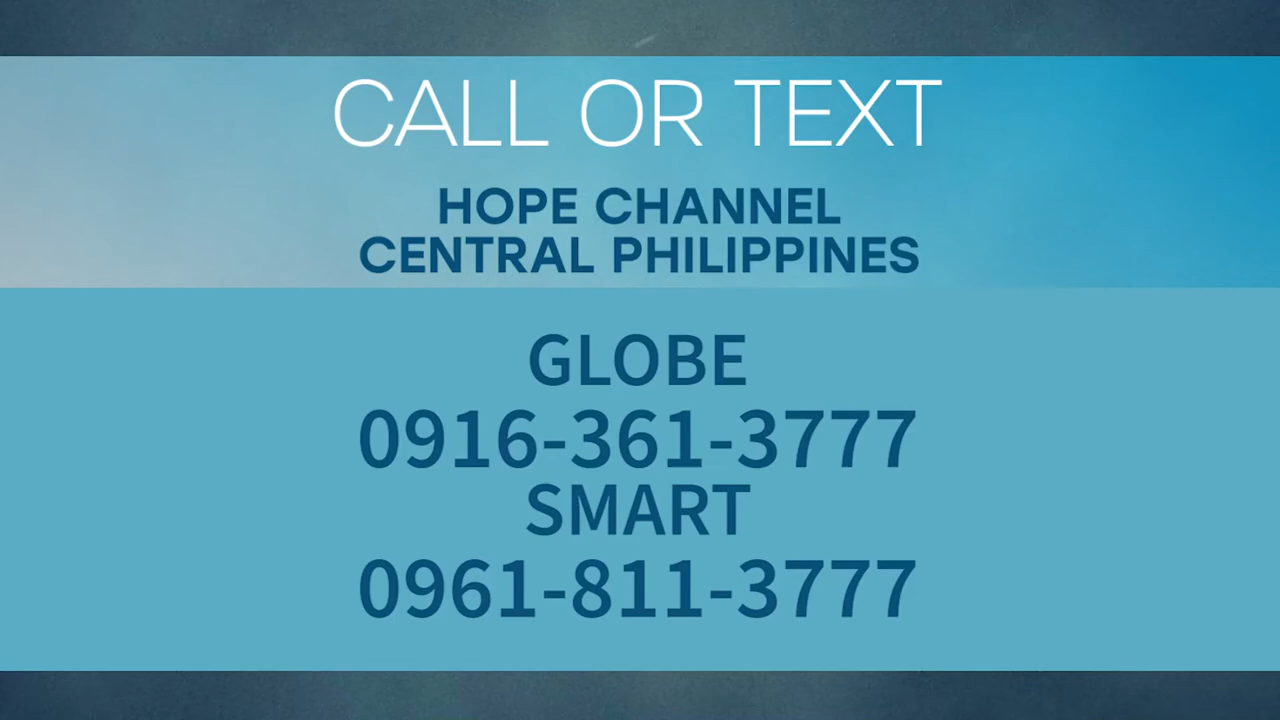 CALL OR TEXT
HOPE CHANNEL
CENTRAL PHILIPPINES
GLOBE
0916-361-3777
SMART
0961-811-3777